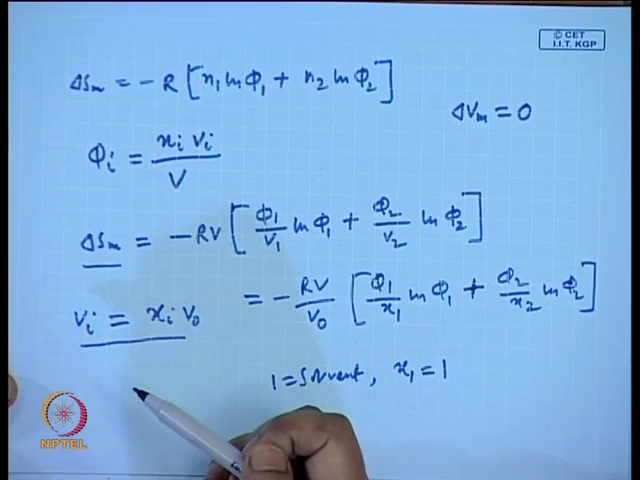 © CET
I.I.T. KGP
ΔSₘ = - R [n₁ ln Φ₁ + n₂ ln Φ₂]
ΔVₘ = 0
Φᵢ = xᵢ Vᵢ / V
ΔSₘ = - RV [Φ₁/V₁ ln Φ₁ + Φ₂/V₂ ln Φ₂]
Vᵢ = xᵢ V₀
= - RV/V₀ [Φ₁/x₁ ln Φ₁ + Φ₂/x₂ ln Φ₂]
1 = Solvent, x₁ = 1
NPTEL